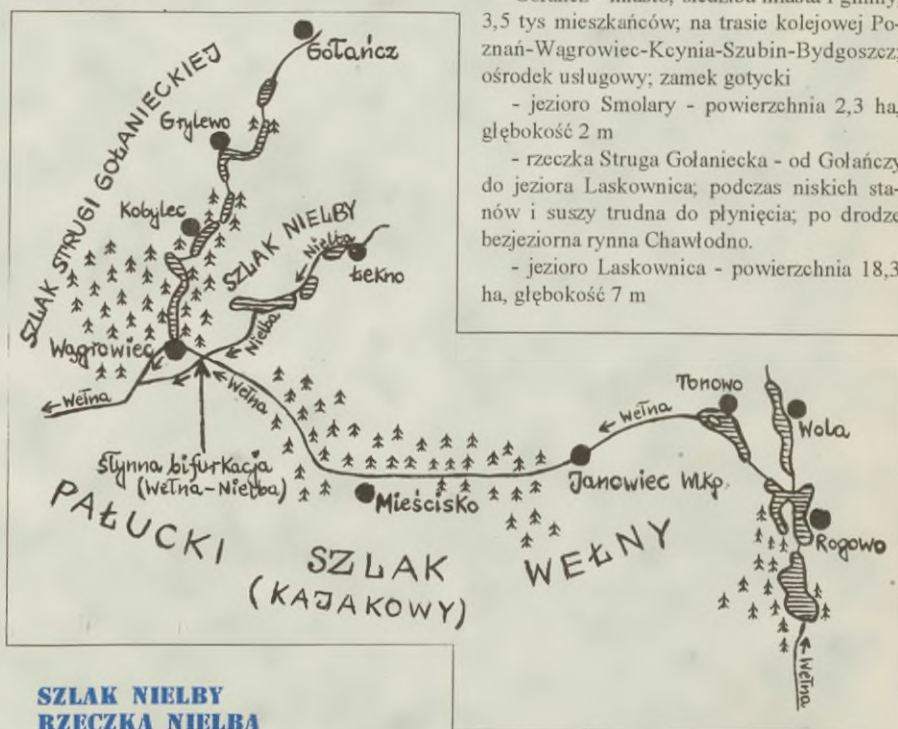 3,5 tys mieszkańców; na trasie kolejowej Po-
znań-Wągrowiec-Kcynia-Szubin-Bydgoszcz;
ośrodek usługowy; zamek gotycki
- jezioro Smolary - powierzchnia 2,3 ha,
głębokość 2 m
- rzeczka Struga Gołaniecka - od Gołańczy
do jeziora Laskownica; podczas niskich sta-
nów i suszy trudna do płynięcia; po drodze
bezjeziorna rynna Chawłodno.
- jezioro Laskownica - powierzchnia 18,3
ha, głębokość 7 m
Gołańcz
Grylewo
SZLAK STRUGI GOŁANIECKIEJ
Kobylec
SZLAK NIELBY
Nielba
Łekno
Nielba
Wągrowiec
Wełna
Wełna
słynna bifurkacja
(Wełna-Nielba)
Mieścisko
Janowiec Wlkp.
Wełna
Tonowo
Wola
Rogowo
Wełna
PAŁUCKI SZLAK WEŁNY
(KAJAKOWY)
SZLAK NIELBY
RZECZKA NIELBA